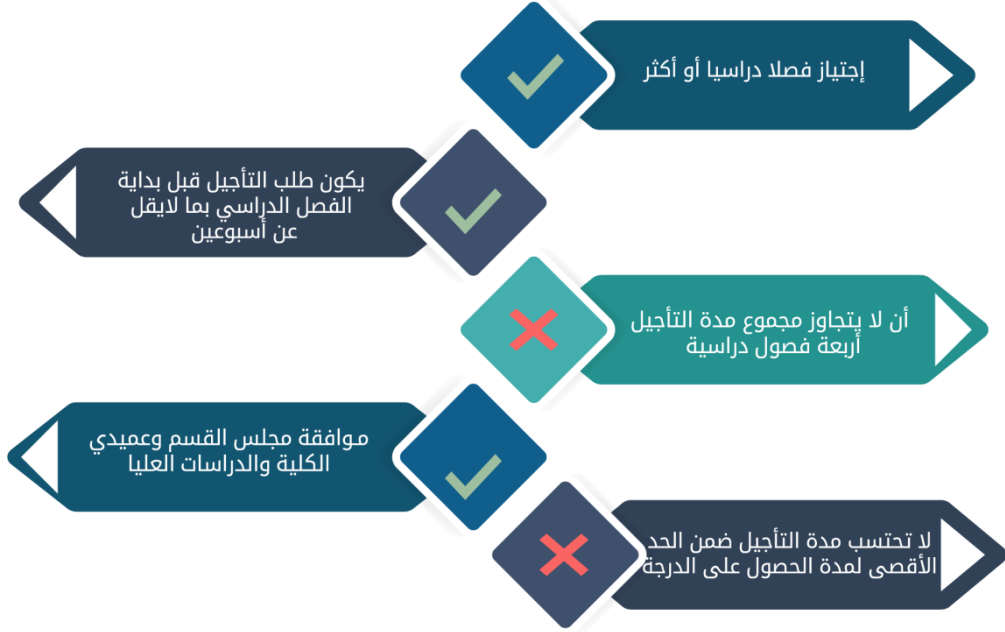 إجتياز فصلا دراسيا أو أكثر
يكون طلب التأجيل قبل بداية
الفصل الدراسي بما لايقل
عن أسبوعين
أن لا يتجاوز مجموع مدة التأجيل
أربعة فصول دراسية
موافقة مجلس القسم وعميدي
الكلية والدراسات العليا
لا تحتسب مدة التأجيل ضمن الحد
الأقصى لمدة الحصول على الدرجة